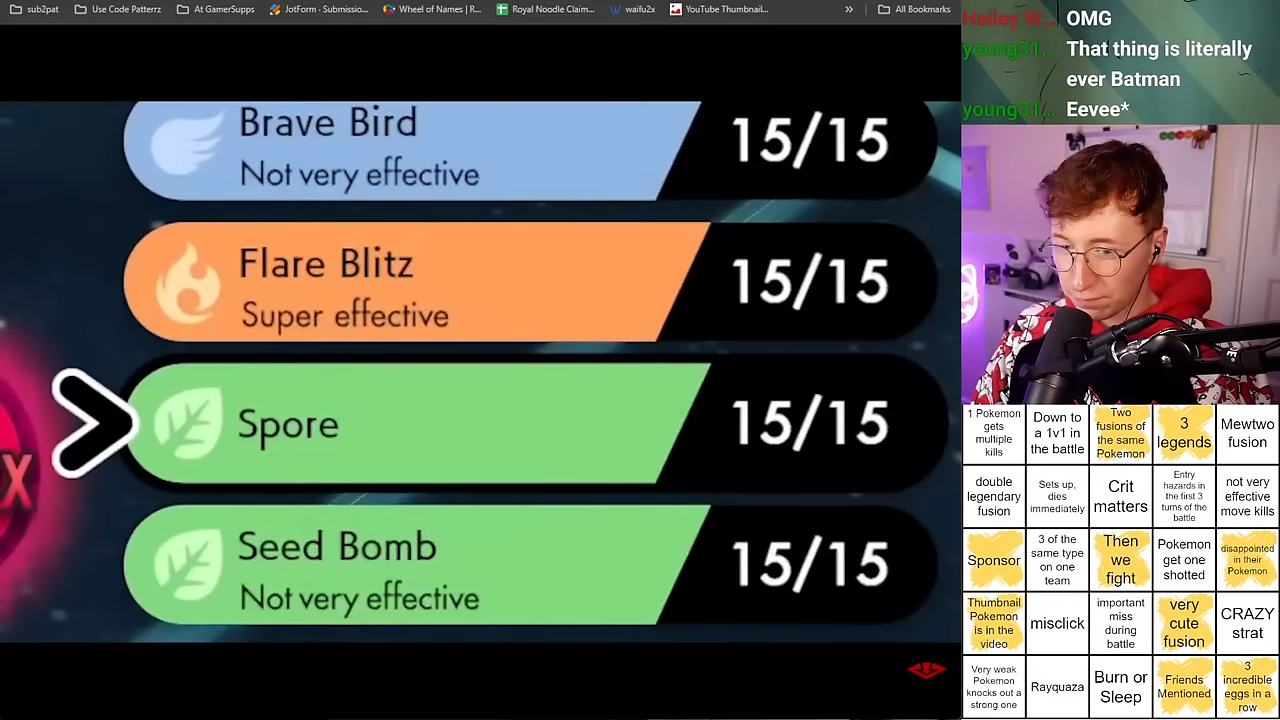 sub2pat
Use Code Patterrz
At GamerSupps
JotForm - Submissio...
Wheel of Names | R...
Royal Noodle Claim...
waifu2x
YouTube Thumbnail...
»
All Bookmarks
Brave Bird
Not very effective
15/15
Flare Blitz
Super effective
15/15
Spore
15/15
Seed Bomb
Not very effective
15/15
X
Hailey W... OMG
young31... That thing is literally
ever Batman
young31... Eevee*
1 Pokemon
gets
multiple
kills
Down to
a 1v1 in
the battle
Two
fusions of
the same
Pokemon
3
legends
Mewtwo
fusion
double
legendary
fusion
Sets up,
dies
immediately
Crit
matters
Entry
hazards in
the first 3
turns of the
battle
not very
effective
move kills
Sponsor
3 of the
same type
on one
team
Then
we
fight
Pokemon
get one
shotted
disappointed
in their
Pokemon
Thumbnail
Pokemon
is in the
video
misclick
important
miss
during
battle
very
cute
fusion
CRAZY
strat
Very weak
Pokemon
knocks out a
strong one
Rayquaza
Burn or
Sleep
Friends
Mentioned
3
incredible
eggs in a
row